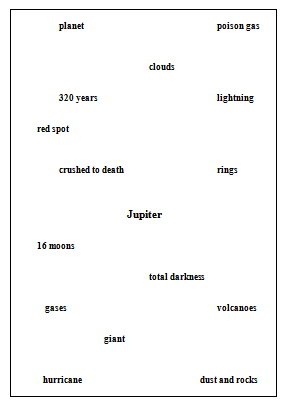 planet poison gas
clouds
320 years lightning
red spot
crushed to death rings
Jupiter
16 moons
total darkness
gases volcanoes
giant
hurricane dust and rocks